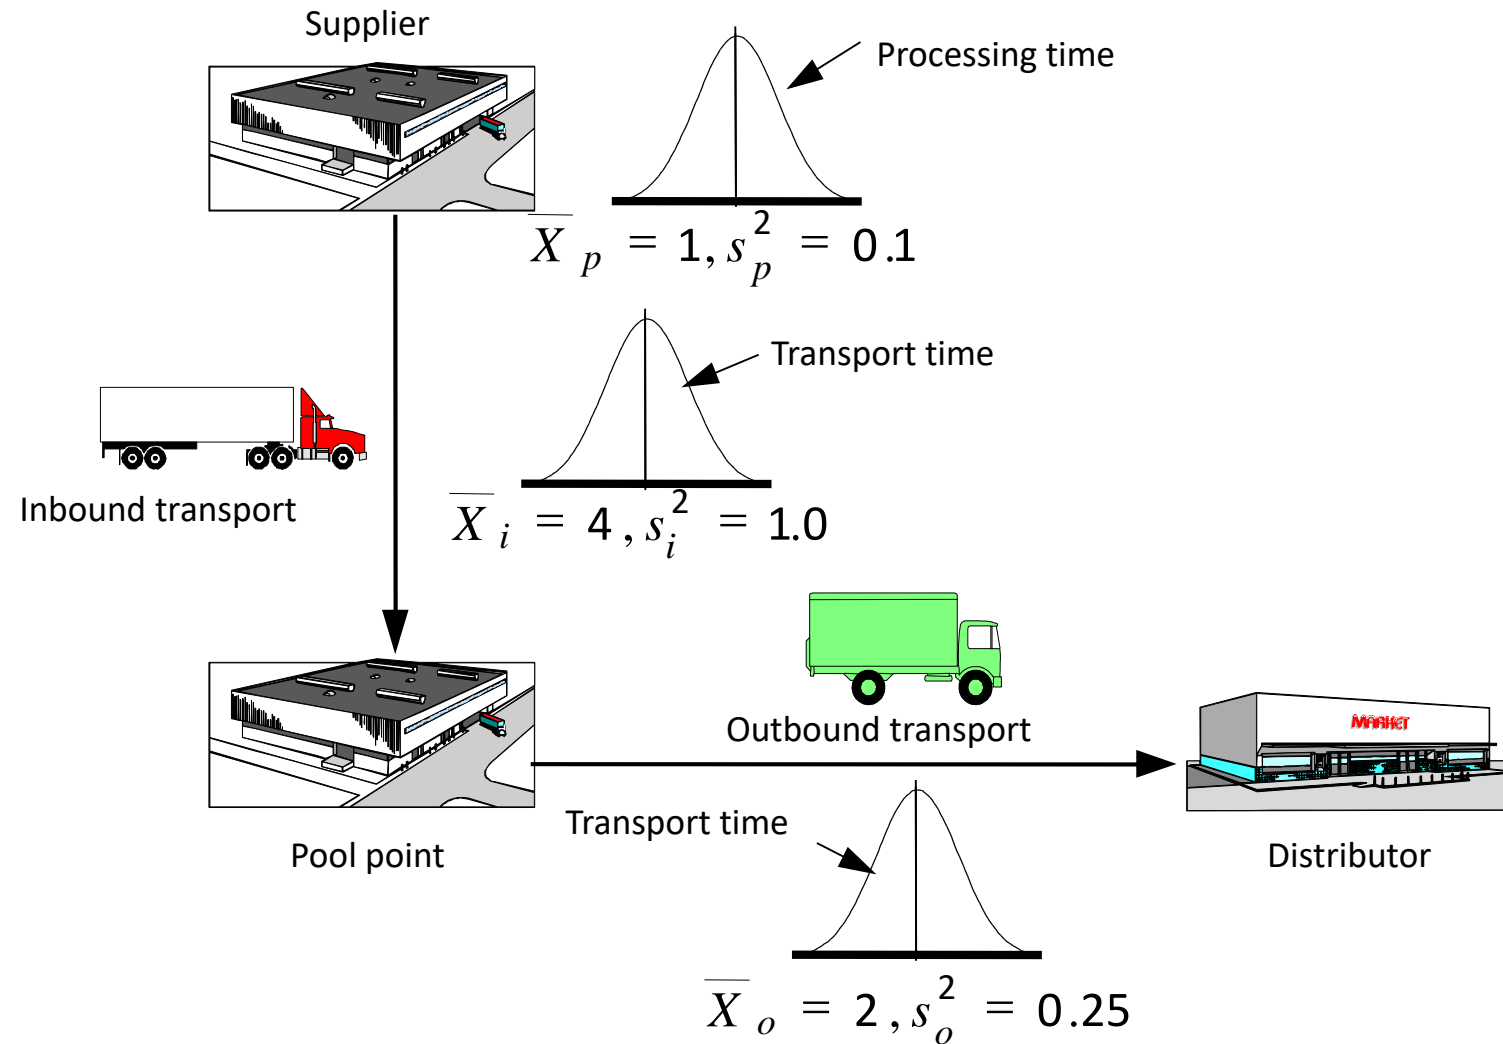 Supplier
Processing time
X̄ p = 1, s²p = 0.1
Transport time
Inbound transport
X̄ i = 4, s²i = 1.0
Outbound transport
MARKET
Transport time
Pool point
Distributor
X̄ o = 2, s²o = 0.25